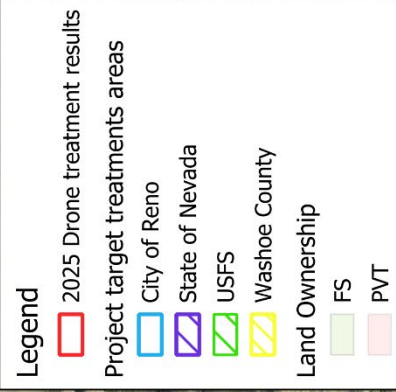 Legend
2025 Drone treatment results
Project target treatments areas
City of Reno
State of Nevada
USFS
Washoe County
Land Ownership
FS
PVT